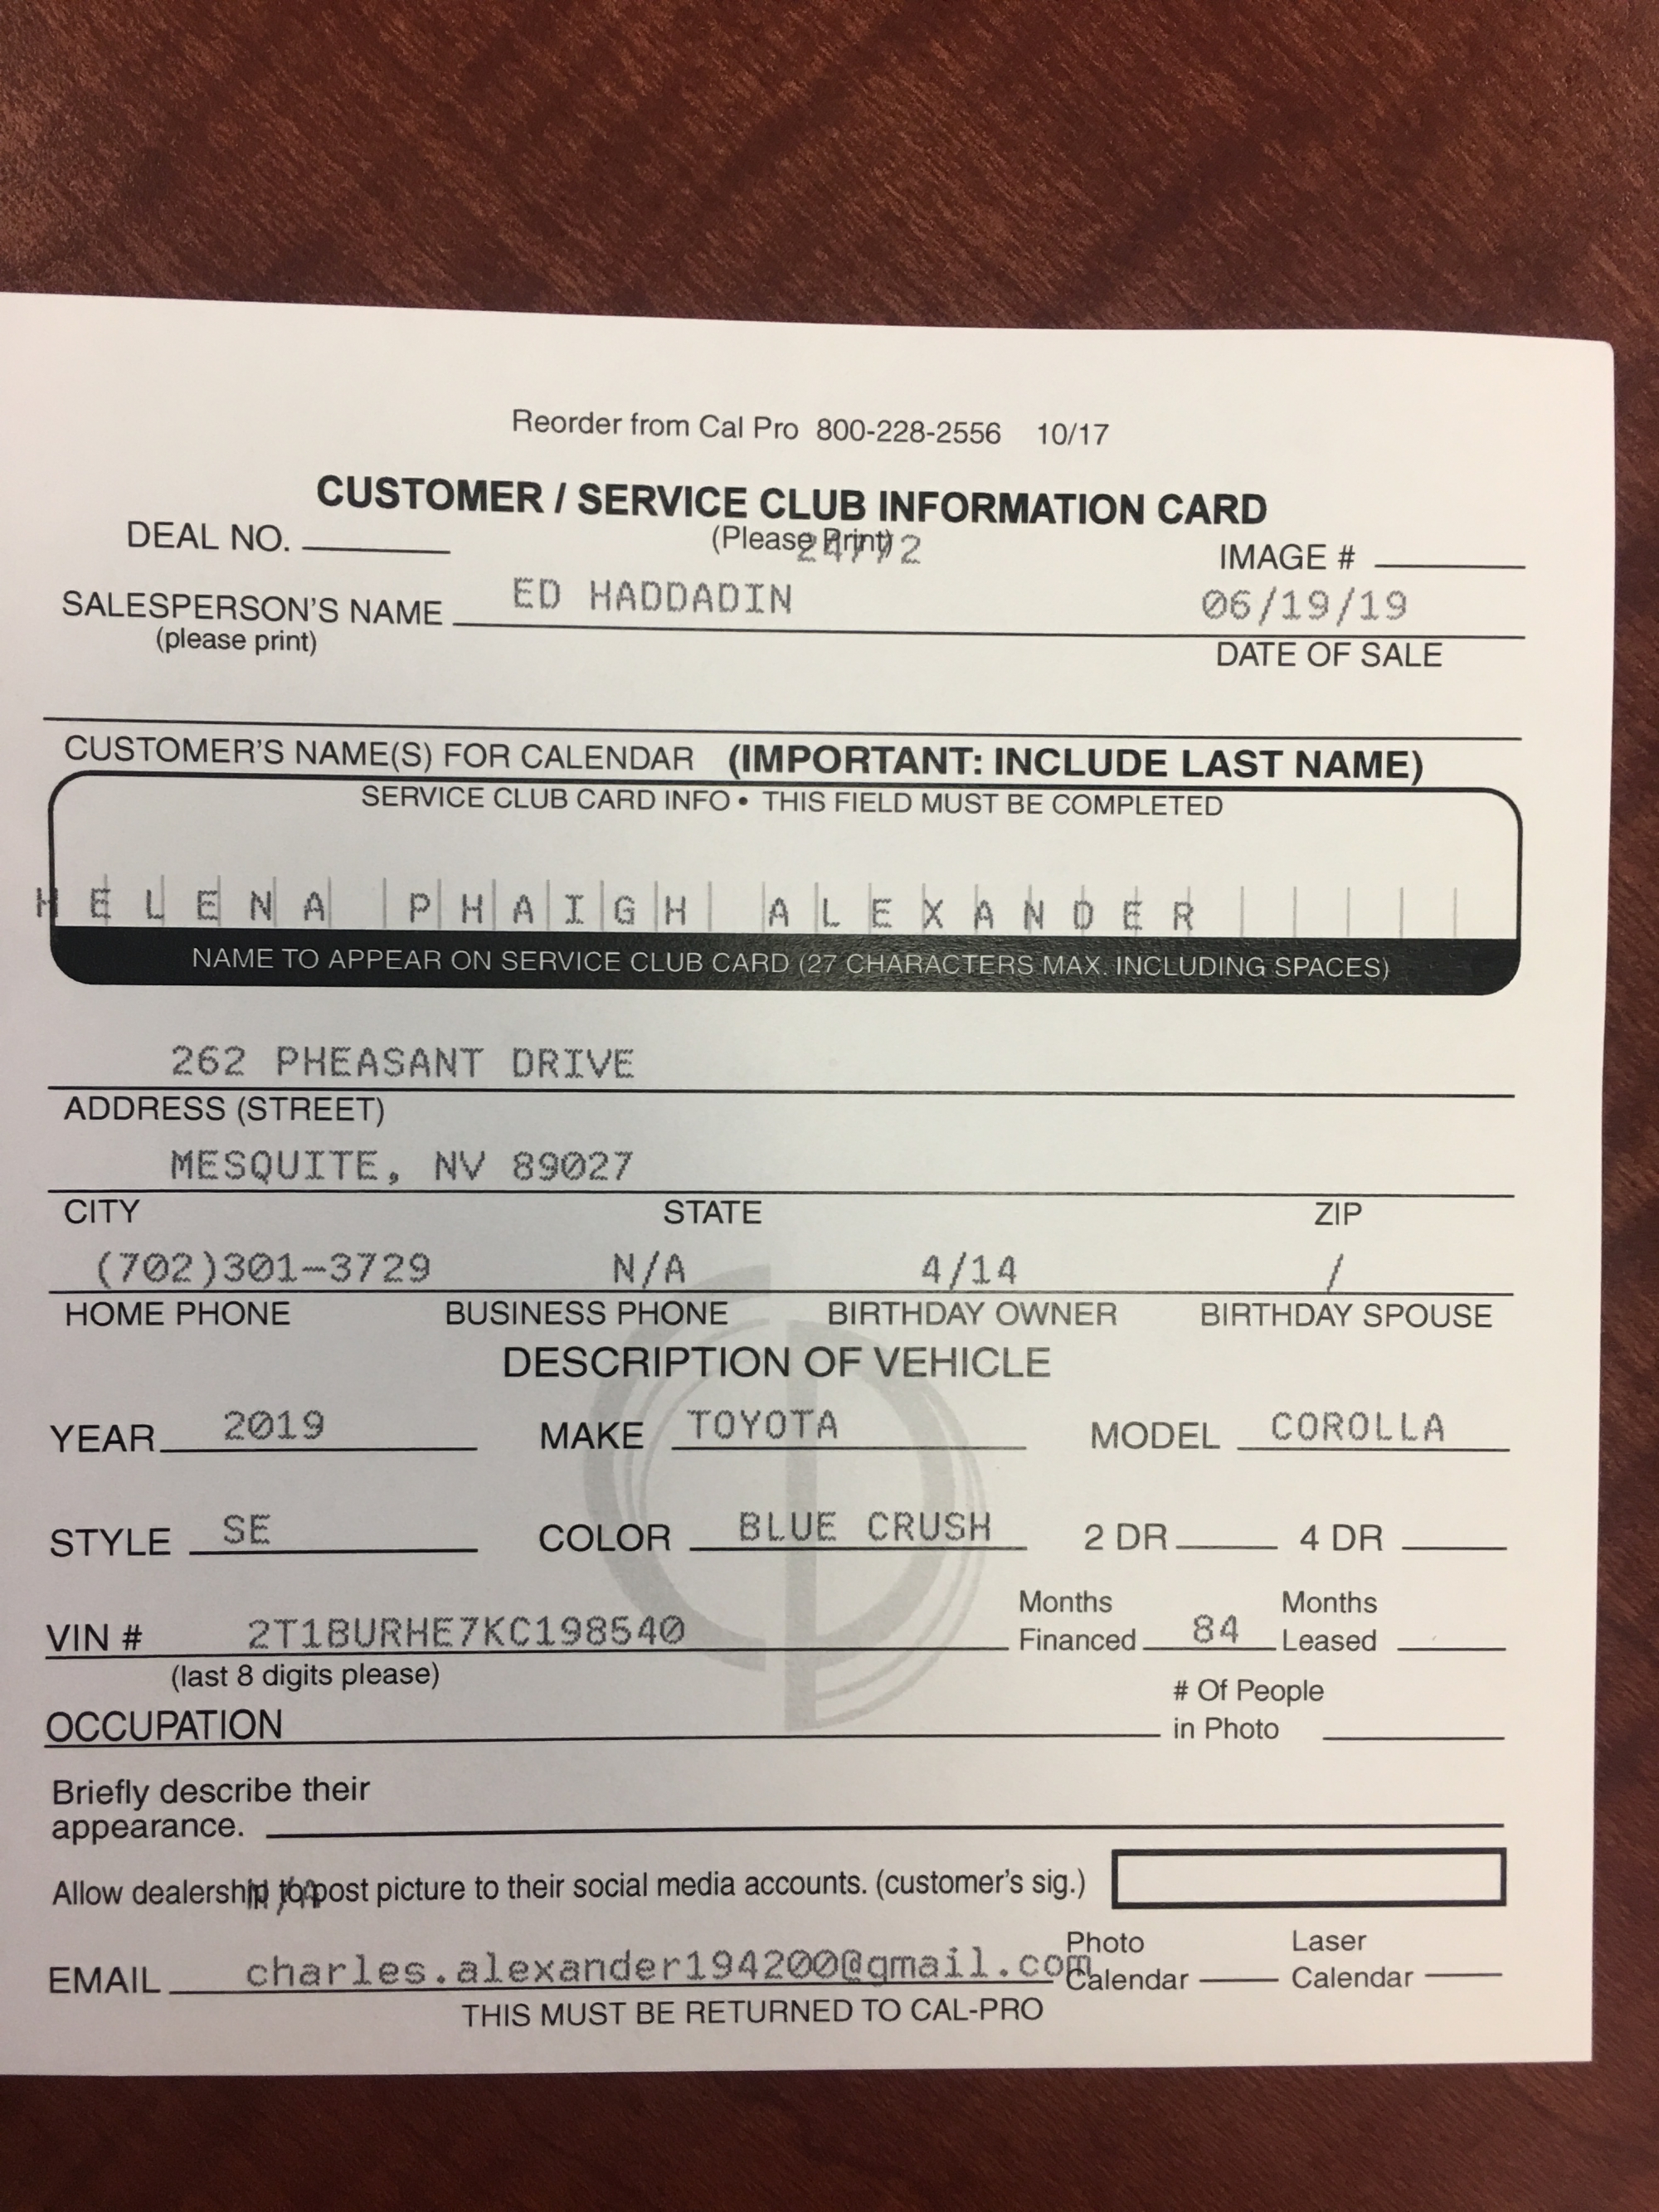 Reorder from Cal Pro 800-228-2556 10/17
CUSTOMER / SERVICE CLUB INFORMATION CARD
DEAL NO. (Please Print) 24772 IMAGE #
SALESPERSON'S NAME ED HADDADIN 06/19/19
(please print) DATE OF SALE
CUSTOMER'S NAME(S) FOR CALENDAR (IMPORTANT: INCLUDE LAST NAME)
SERVICE CLUB CARD INFO • THIS FIELD MUST BE COMPLETED
HELENA PHAIGH ALEXANDER
NAME TO APPEAR ON SERVICE CLUB CARD (27 CHARACTERS MAX. INCLUDING SPACES)
262 PHEASANT DRIVE
ADDRESS (STREET)
MESQUITE, NV 89027
CITY STATE ZIP
(702)301-3729 N/A 4/14 /
HOME PHONE BUSINESS PHONE BIRTHDAY OWNER BIRTHDAY SPOUSE
DESCRIPTION OF VEHICLE
YEAR 2019 MAKE TOYOTA MODEL COROLLA
STYLE SE COLOR BLUE CRUSH 2 DR 4 DR
Months Months
VIN # 2T1BURHE7KC198540 Financed 84 Leased
(last 8 digits please)
# Of People
OCCUPATION in Photo
Briefly describe their
appearance.
Allow dealership to post picture to their social media accounts. (customer's sig.)
N/A
Photo Laser
EMAIL charles.alexander194200@gmail.com Calendar Calendar
THIS MUST BE RETURNED TO CAL-PRO